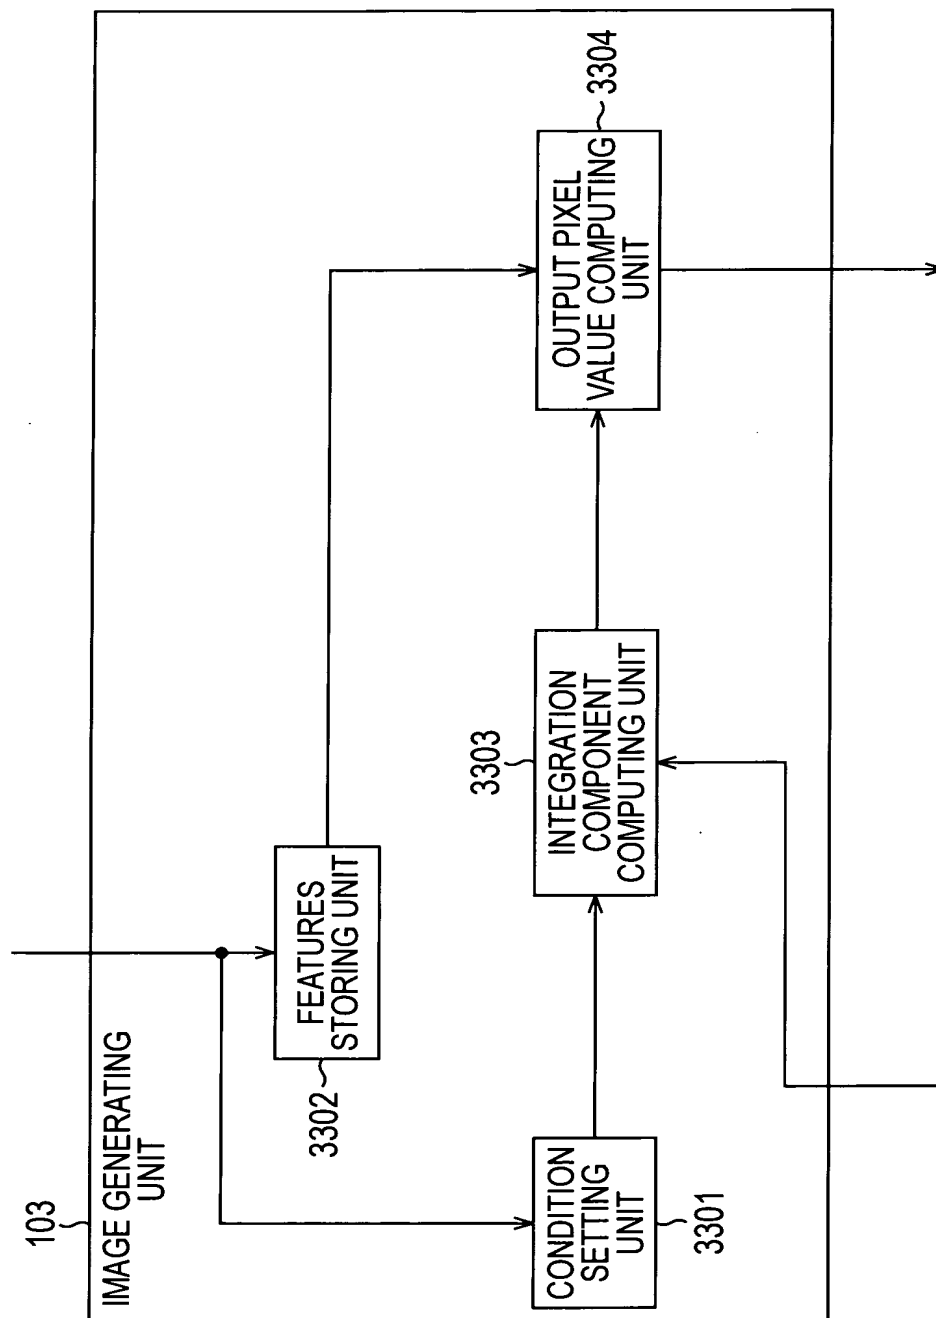 103
IMAGE GENERATING
UNIT
3302
FEATURES
STORING UNIT
3301
CONDITION
SETTING
UNIT
3303
INTEGRATION
COMPONENT
COMPUTING UNIT
3304
OUTPUT PIXEL
VALUE COMPUTING
UNIT